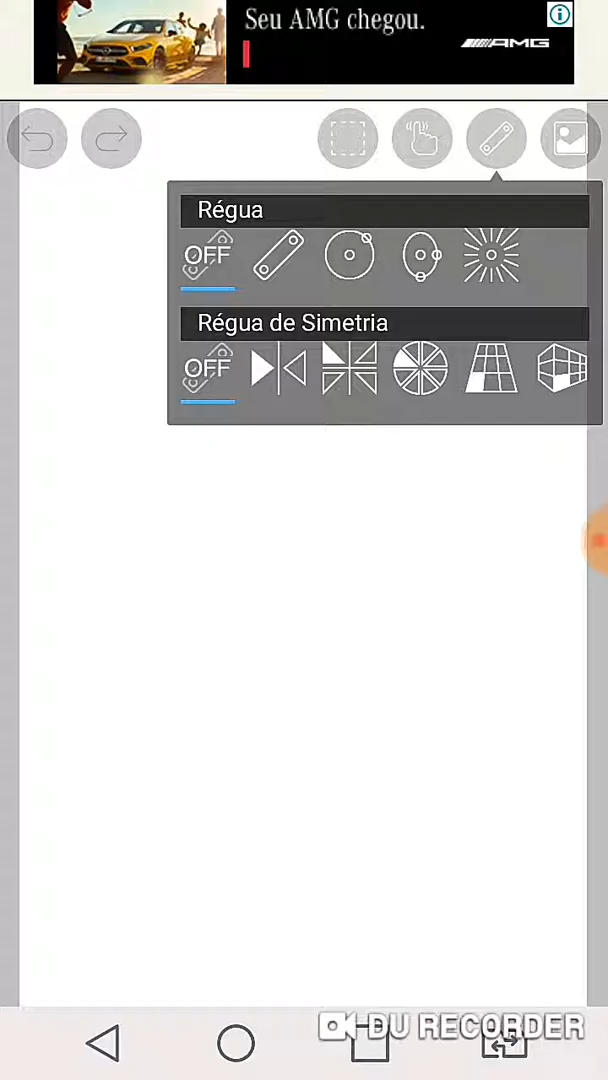 Seu AMG chegou.
AMG
Régua
OFF
Régua de Simetria
OFF
DU RECORDER